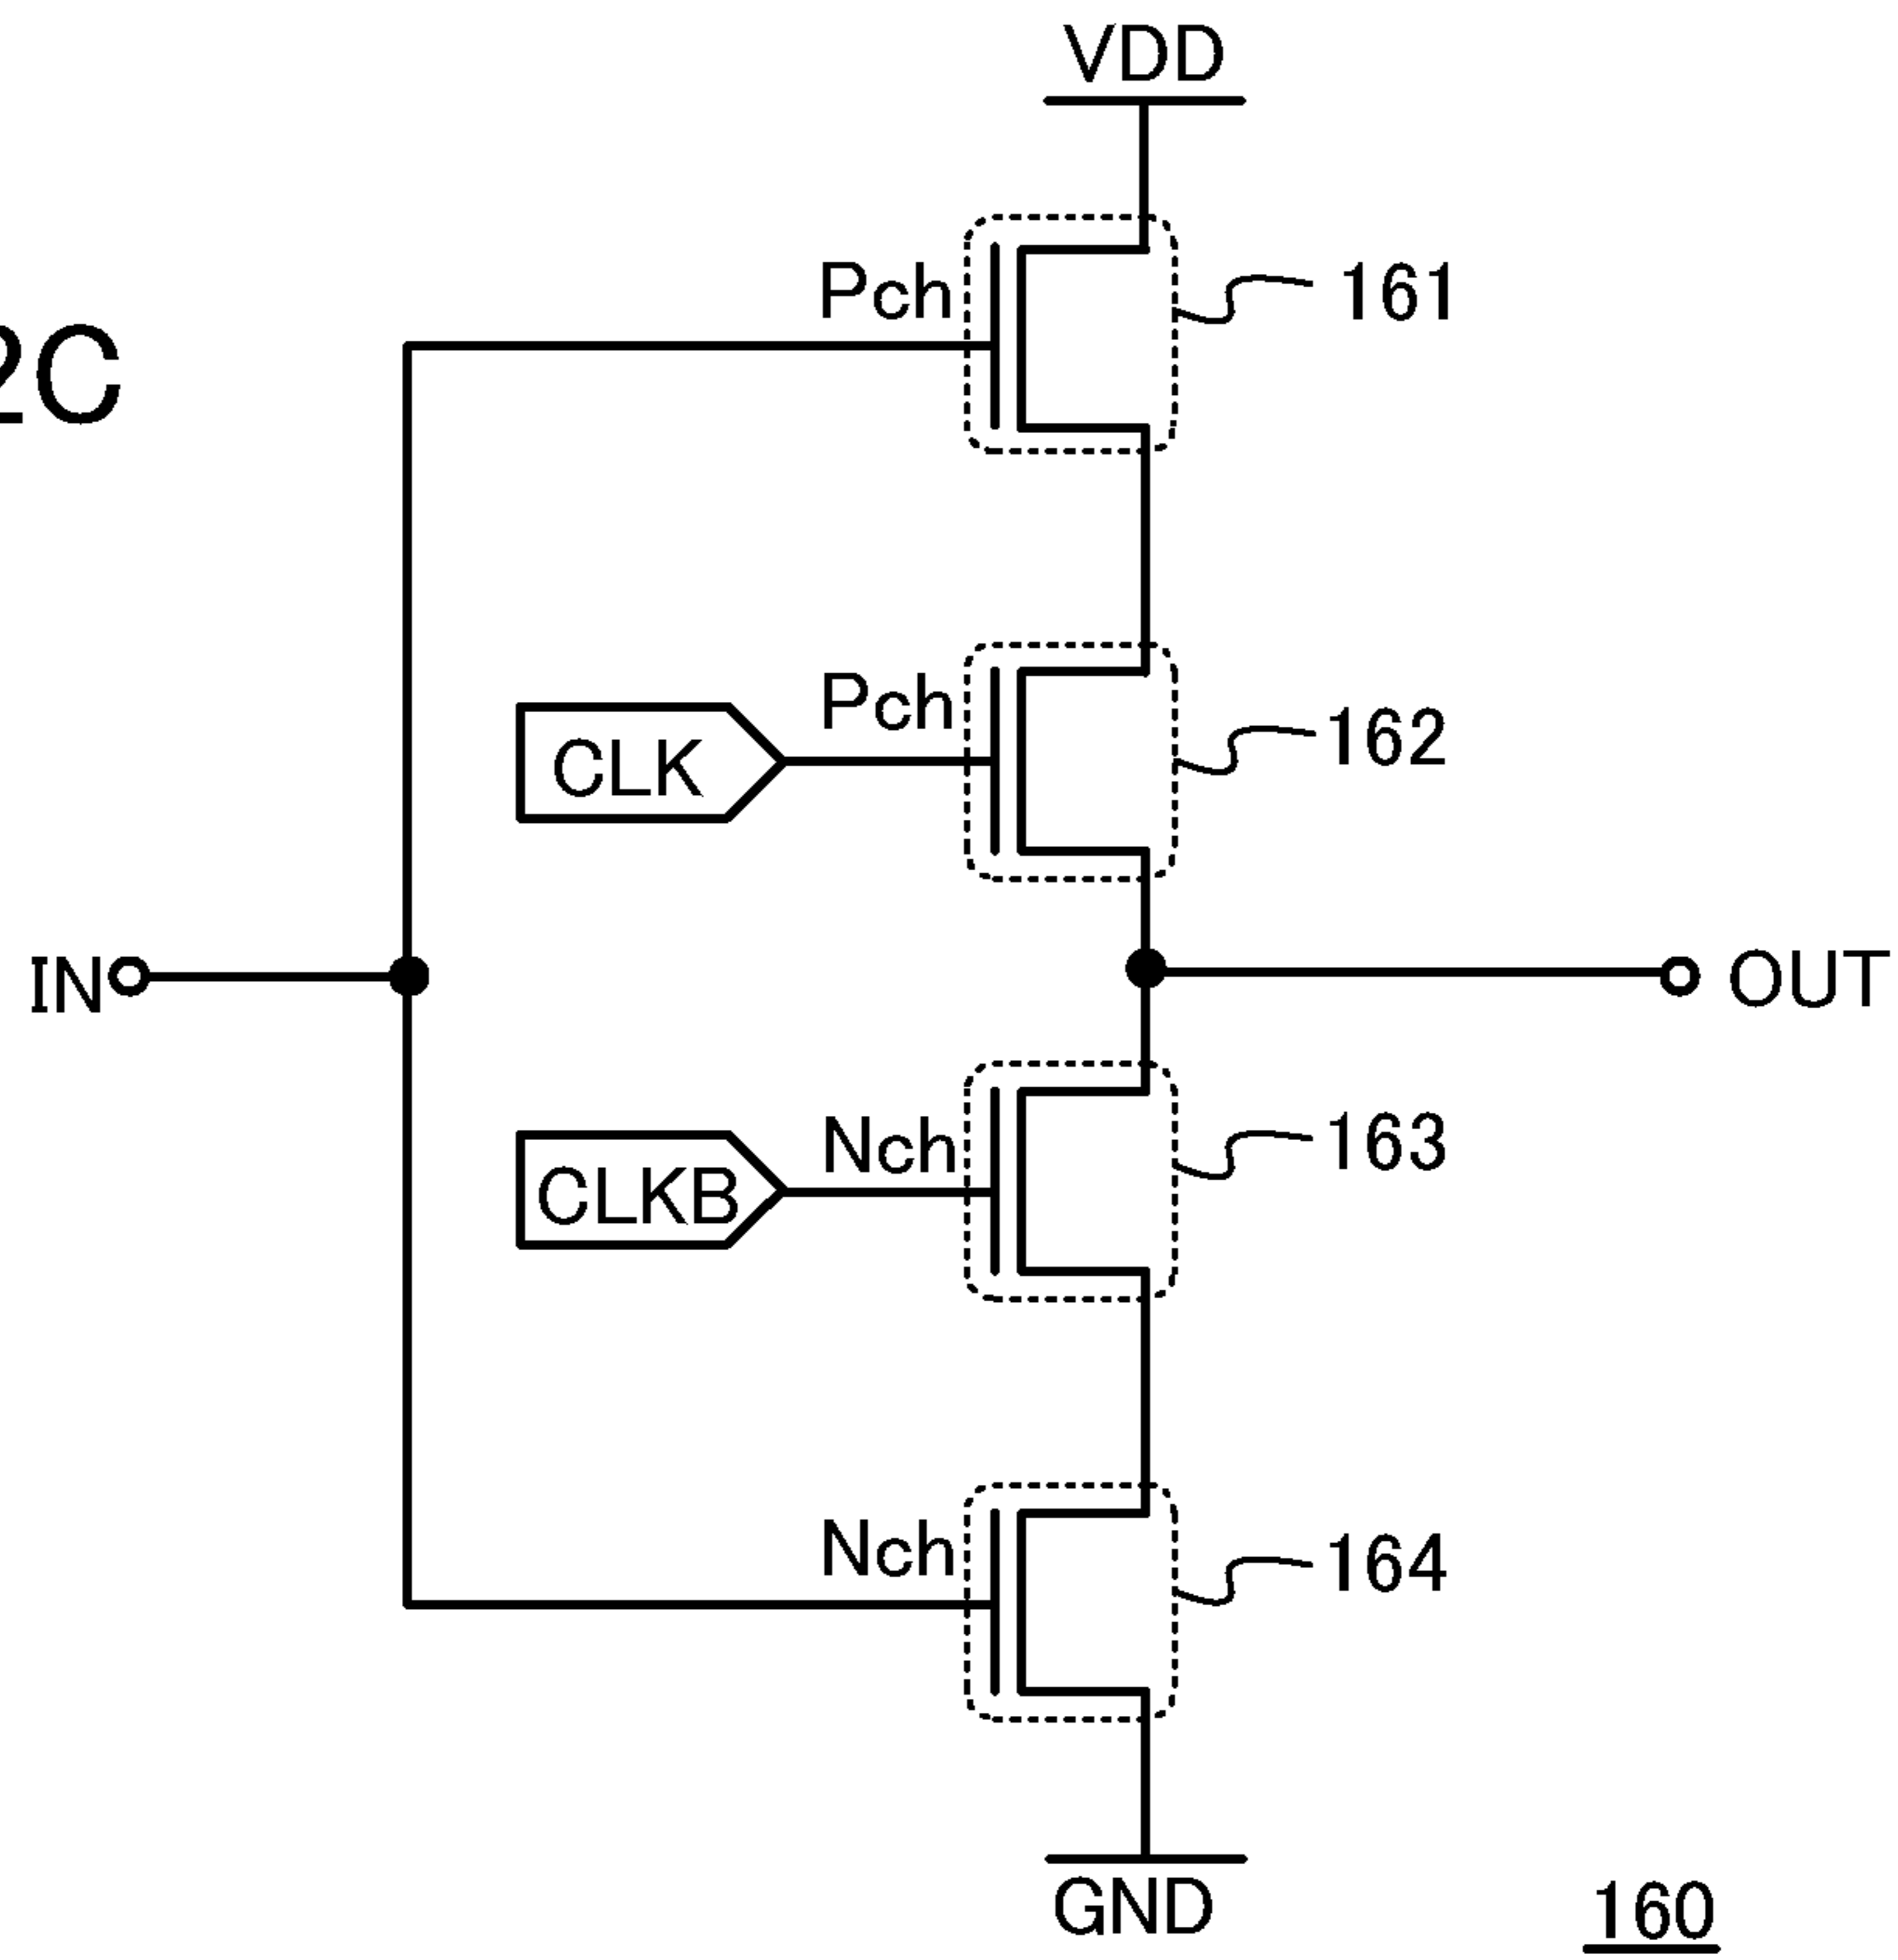 VDD
Pch
161
2C
Pch
162
CLK
IN
OUT
Nch
163
CLKB
Nch
164
GND
160